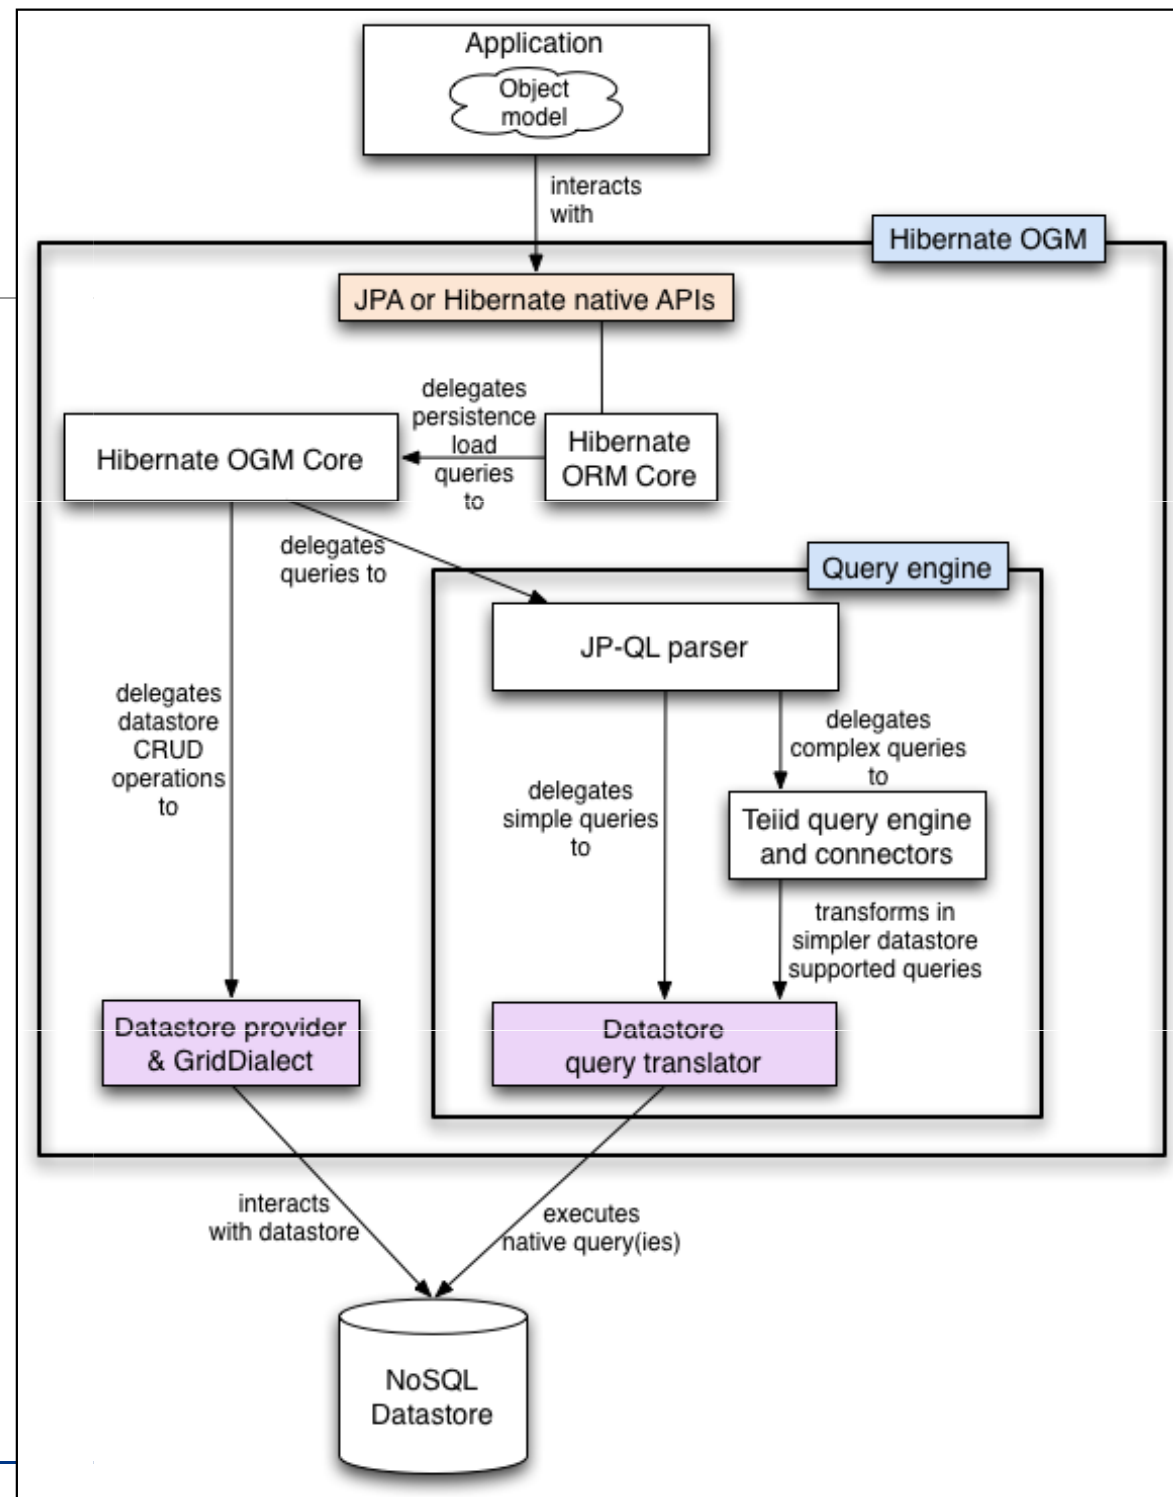 Application
Object
model
interacts
with
Hibernate OGM
JPA or Hibernate native APIs
delegates
persistence
load
queries
to
Hibernate OGM Core
Hibernate
ORM Core
delegates
queries to
Query engine
JP-QL parser
delegates
datastore
CRUD
operations
to
delegates
simple queries
to
delegates
complex queries
to
Teiid query engine
and connectors
transforms in
simpler datastore
supported queries
Datastore provider
& GridDialect
Datastore
query translator
interacts
with datastore
executes
native query(ies)
NoSQL
Datastore